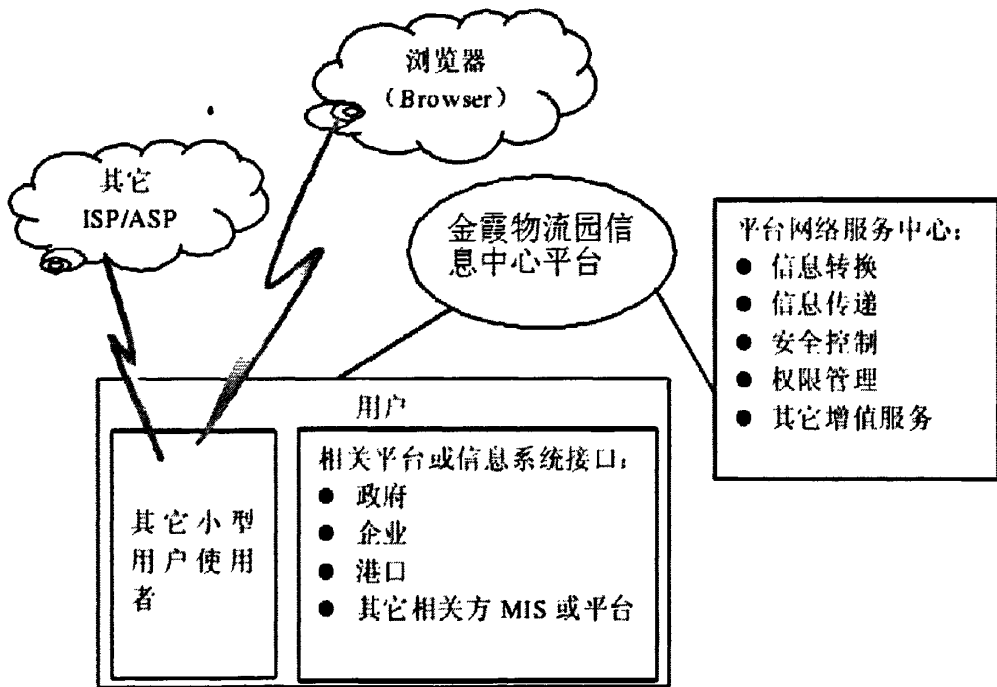 浏览器
（Browser）
其它
ISP/ASP
金霞物流园信
息中心平台
平台网络服务中心：
● 信息转换
● 信息传递
● 安全控制
● 权限管理
● 其它增值服务
用户
其它小型
用户使用
者
相关平台或信息系统接口：
● 政府
● 企业
● 港口
● 其它相关方 MIS 或平台